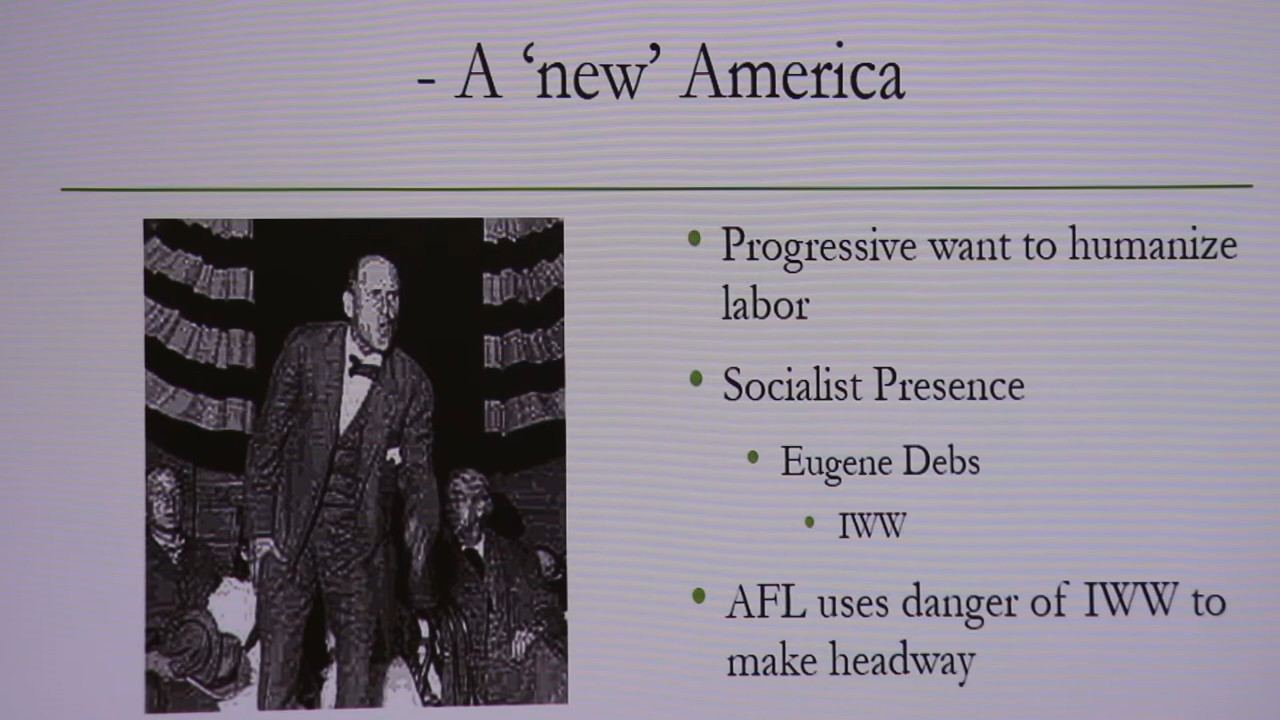 - A ‘new’ America
• Progressive want to humanize
labor
• Socialist Presence
• Eugene Debs
• IWW
• AFL uses danger of IWW to
make headway